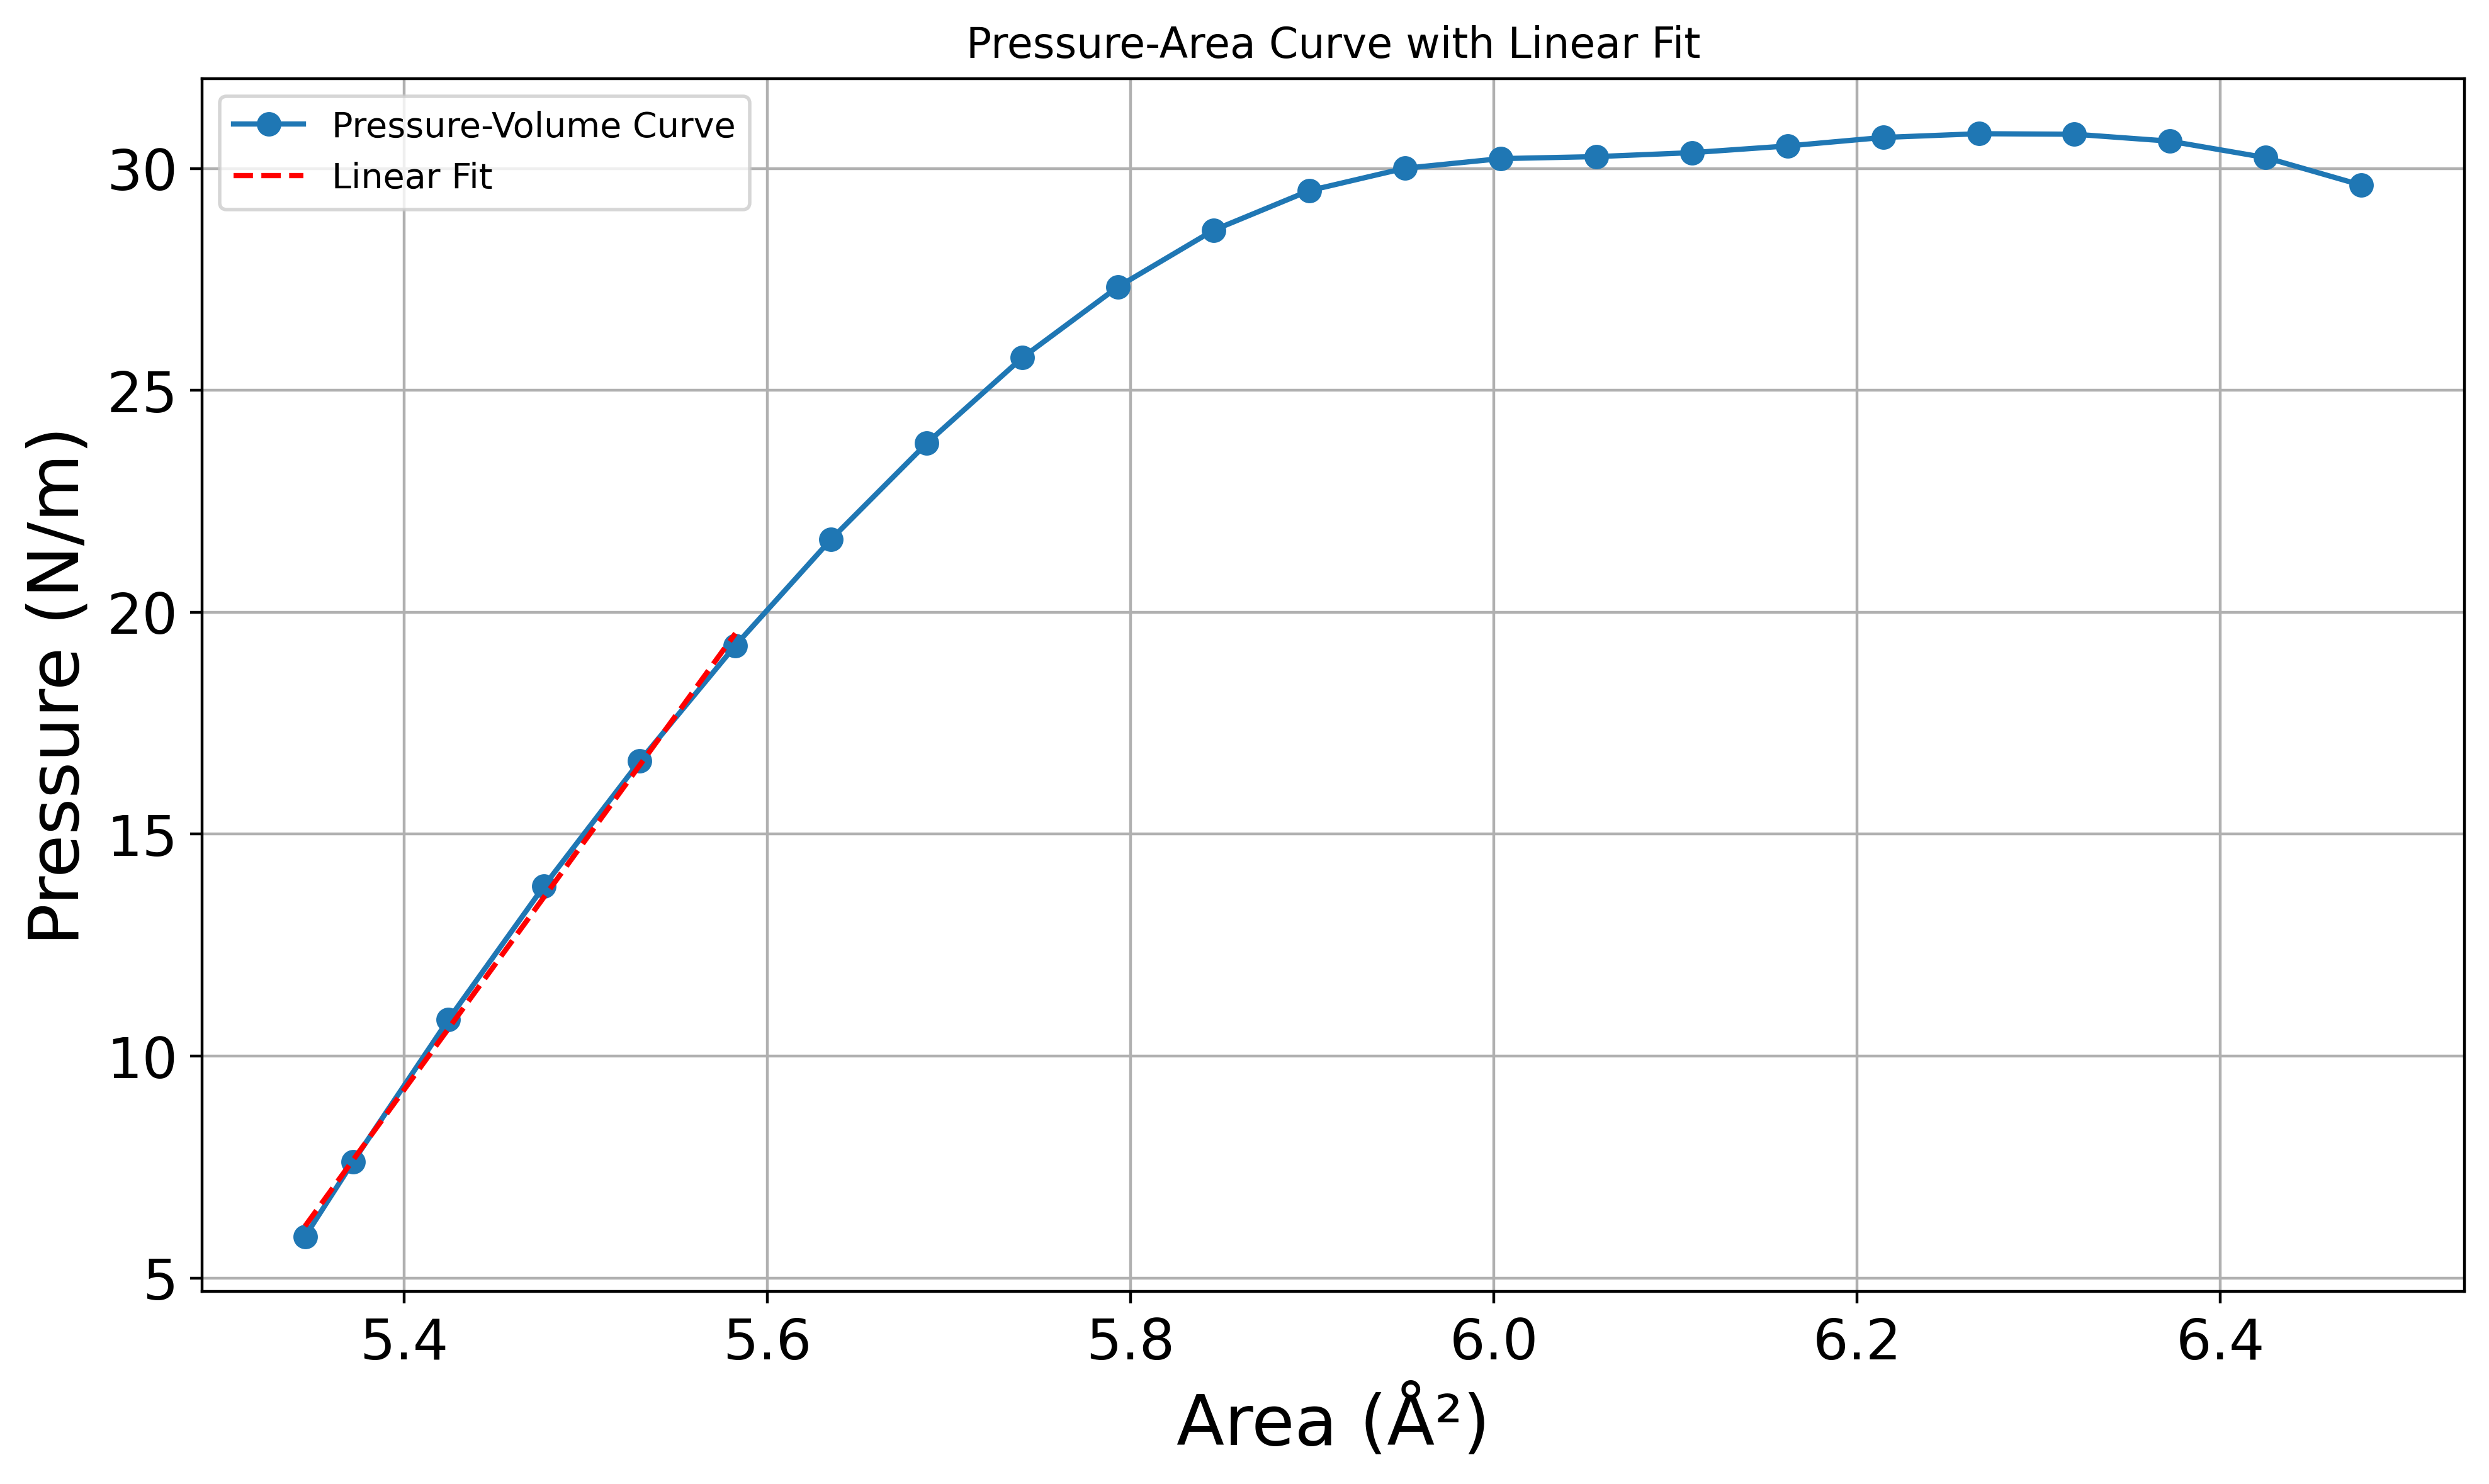 Pressure-Area Curve with Linear Fit
Pressure-Volume Curve
Linear Fit
Pressure (N/m)
30
25
20
15
10
5
5.4
5.6
5.8
6.0
6.2
6.4
Area (Å²)